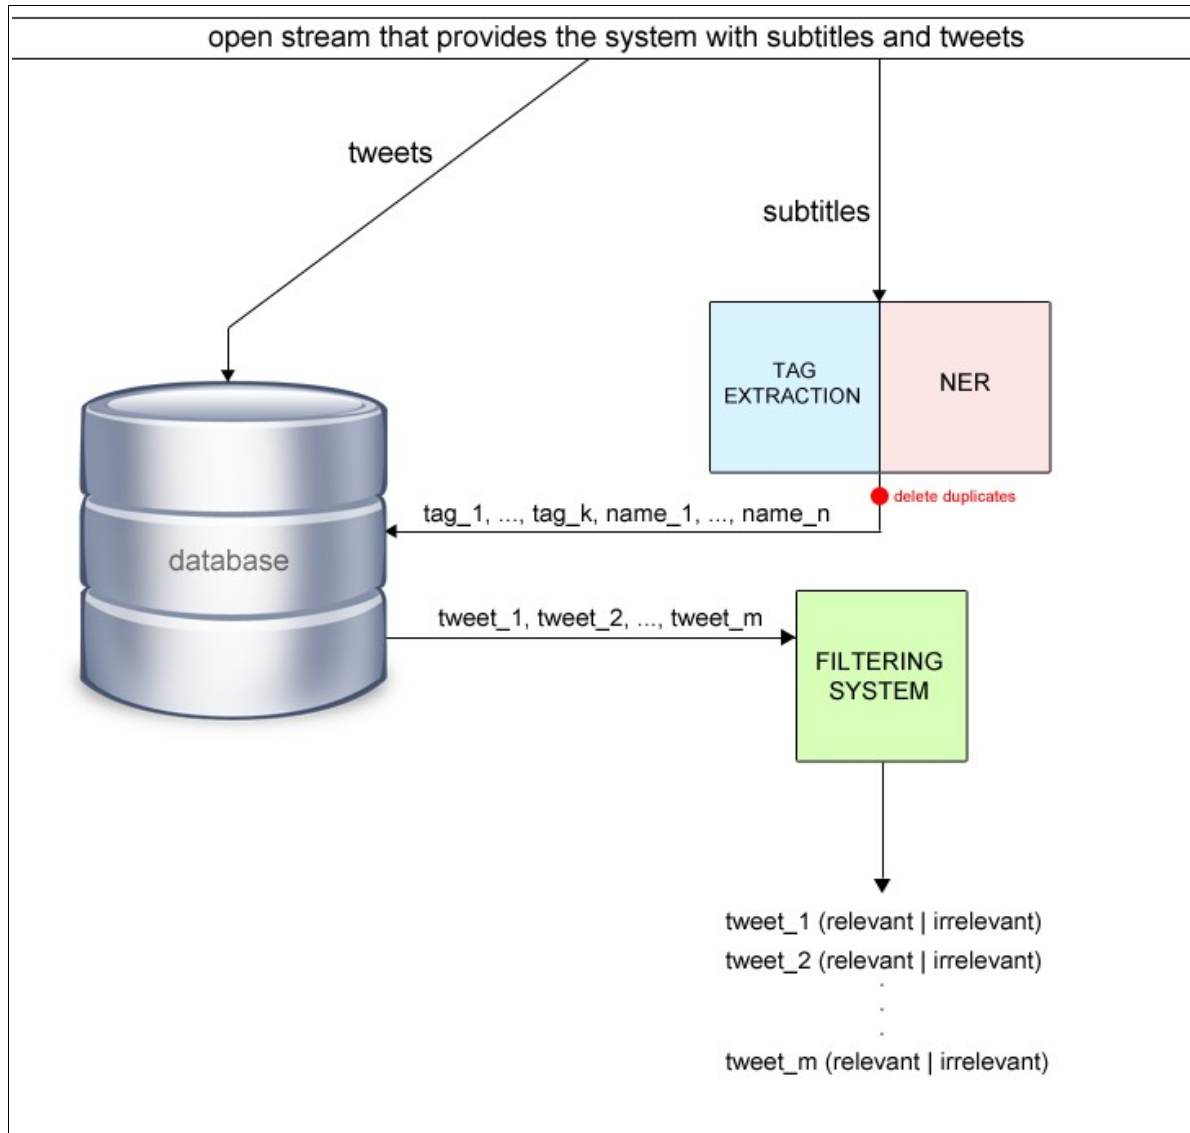 open stream that provides the system with subtitles and tweets
tweets
subtitles
TAG
EXTRACTION
NER
delete duplicates
tag_1, ..., tag_k, name_1, ..., name_n
database
tweet_1, tweet_2, ..., tweet_m
FILTERING
SYSTEM
tweet_1 (relevant | irrelevant)
tweet_2 (relevant | irrelevant)
.
.
.
tweet_m (relevant | irrelevant)